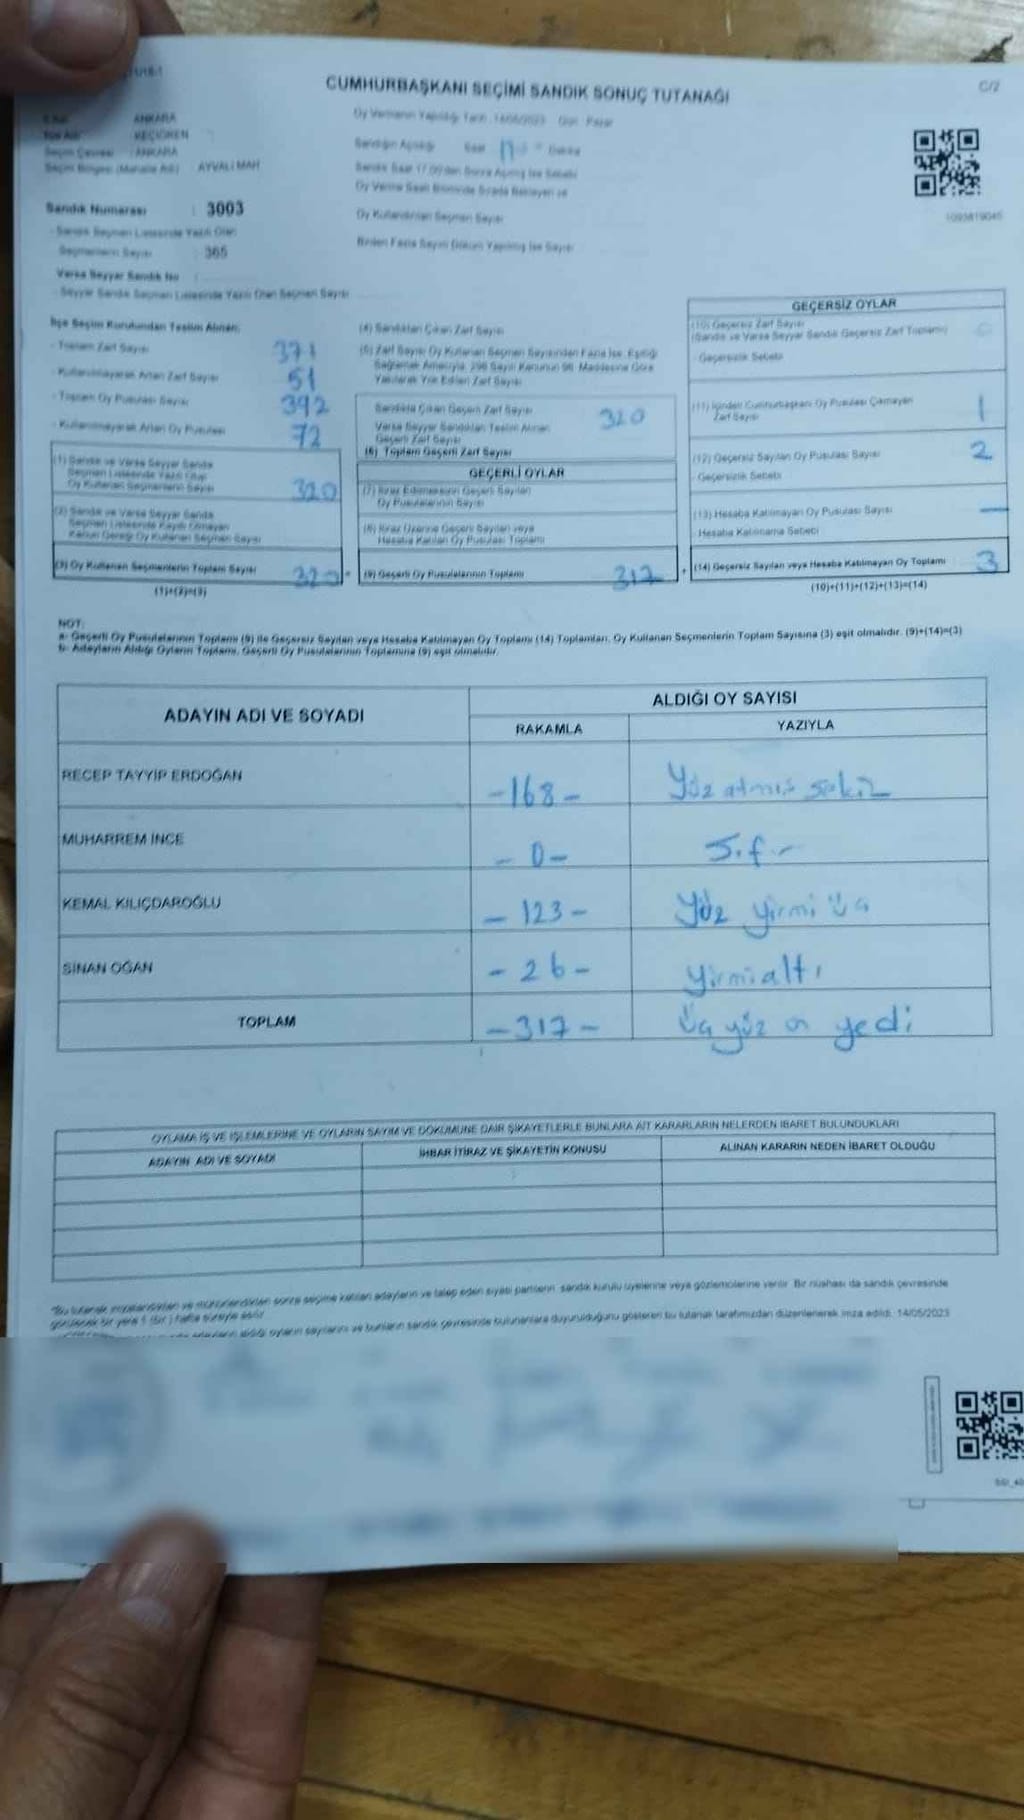 CUMHURBAŞKANI SEÇİMİ SANDIK SONUÇ TUTANAĞI
C/2
ANKARA
KEÇİÖREN
Seçim Çevresi : ANKARA
Seçim Bölgesi (Mahalle Adı) : AYVALI MAH
Sandık Numarası : 3003
- Sandık Seçmen Listesinde Yazılı Olan
Seçmenlerin Sayısı : 365
Varsa Seyyar Sandık No
- Seyyar Sandık Seçmen Listesinde Yazılı Olan Seçmen Sayısı
Oy Vermenin Yapıldığı Tarih : 14/05/2023 Gün : Pazar
Sandığın Açıldığı Saat Dakika
Sandık Saat 17.00'den Sonra Açılmış İse Sebebi
Oy Verme Saati Bitiminde Sırada Bekleyen ve
Oy Kullandırılan Seçmen Sayısı
Birden Fazla Sayım Döküm Yapılmış İse Sayısı
İlçe Seçim Kurulundan Teslim Alınan;
- Toplam Zarf Sayısı 371
- Kullanılmayarak Artan Zarf Sayısı 51
- Toplam Oy Pusulası Sayısı 392
- Kullanılmayarak Artan Oy Pusulası 72
(1) Sandık ve Varsa Seyyar Sandık
Seçmen Listesinde Yazılı Olup
Oy Kullanan Seçmenlerin Sayısı 320
(2) Sandık ve Varsa Seyyar Sandık
Seçmen Listesinde Kayıtlı Olmayan
Kanun Gereği Oy Kullanan Seçmen Sayısı
(3) Oy Kullanan Seçmenlerin Toplam Sayısı 320
(1)+(2)=(3)
(4) Sandıktan Çıkan Zarf Sayısı
(5) Zarf Sayısı Oy Kullanan Seçmen Sayısından Fazla İse, Eşitliği
Sağlamak Amacıyla, 298 Sayılı Kanunun 98. Maddesine Göre
Yakılarak Yok Edilen Zarf Sayısı
Sandıkta Çıkan Geçerli Zarf Sayısı 320
Varsa Seyyar Sandıktan Teslim Alınan
Geçerli Zarf Sayısı
(6) Toplam Geçerli Zarf Sayısı
GEÇERLİ OYLAR
(7) İtiraz Edilmeksizin Geçerli Sayılan
Oy Pusulalarının Sayısı
(8) İtiraz Üzerine Geçerli Sayılan veya
Hesaba Katılan Oy Pusulası Toplamı
(9) Geçerli Oy Pusulalarının Toplamı 317
GEÇERSİZ OYLAR
(10) Geçersiz Zarf Sayısı
(Sandık ve Varsa Seyyar Sandık Geçersiz Zarf Toplamı)
- Geçersizlik Sebebi
(11) İçinden Cumhurbaşkanı Oy Pusulası Çıkmayan
Zarf Sayısı 1
(12) Geçersiz Sayılan Oy Pusulası Sayısı 2
- Geçersizlik Sebebi
(13) Hesaba Katılmayan Oy Pusulası Sayısı —
- Hesaba Katılmama Sebebi
(14) Geçersiz Sayılan veya Hesaba Katılmayan Oy Toplamı 3
(10)+(11)+(12)+(13)=(14)
NOT:
a- Geçerli Oy Pusulalarının Toplamı (9) ile Geçersiz Sayılan veya Hesaba Katılmayan Oy Toplamı (14) Toplamları, Oy Kullanan Seçmenlerin Toplam Sayısına (3) eşit olmalıdır. (9)+(14)=(3)
b- Adayların Aldığı Oyların Toplamı, Geçerli Oy Pusulalarının Toplamına (9) eşit olmalıdır.
ADAYIN ADI VE SOYADI
ALDIĞI OY SAYISI
RAKAMLA YAZIYLA
RECEP TAYYİP ERDOĞAN -168- Yüz atmış sekiz
MUHARREM İNCE -0- Sıfır
KEMAL KILIÇDAROĞLU -123- Yüz yirmi üç
SİNAN OĞAN -26- yirmi altı
TOPLAM -317- üç yüz on yedi
OYLAMA İŞ VE İŞLEMLERİNE VE OYLARIN SAYIM VE DÖKÜMÜNE DAİR ŞİKAYETLERLE BUNLARA AİT KARARLARIN NELERDEN İBARET BULUNDUKLARI
ADAYIN ADI VE SOYADI İHBAR İTİRAZ VE ŞİKAYETİN KONUSU ALINAN KARARIN NEDEN İBARET OLDUĞU
"Bu tutanak imzalandıktan ve mühürlendikten sonra seçime katılan adayların ve talep eden siyasi partilerin, sandık kurulu üyelerine veya gözlemcilerine verilir. Bir nüshası da sandık çevresinde
görülecek bir yere 1 (bir) hafta süreyle asılır.
adayların aldığı oyların sayılarını ve bunların sandık çevresinde bulunanlara duyurulduğunu gösteren bu tutanak tarafımızdan düzenlenerek imza edildi. 14/05/2023